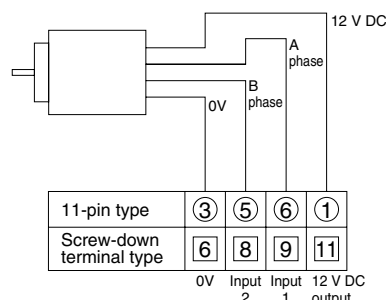 12 V DC
A
phase
B
phase
0V
11-pin type ③ ⑤ ⑥ ①
Screw-down
terminal type 6 8 9 11
0V Input Input 12 V DC
2 1 output